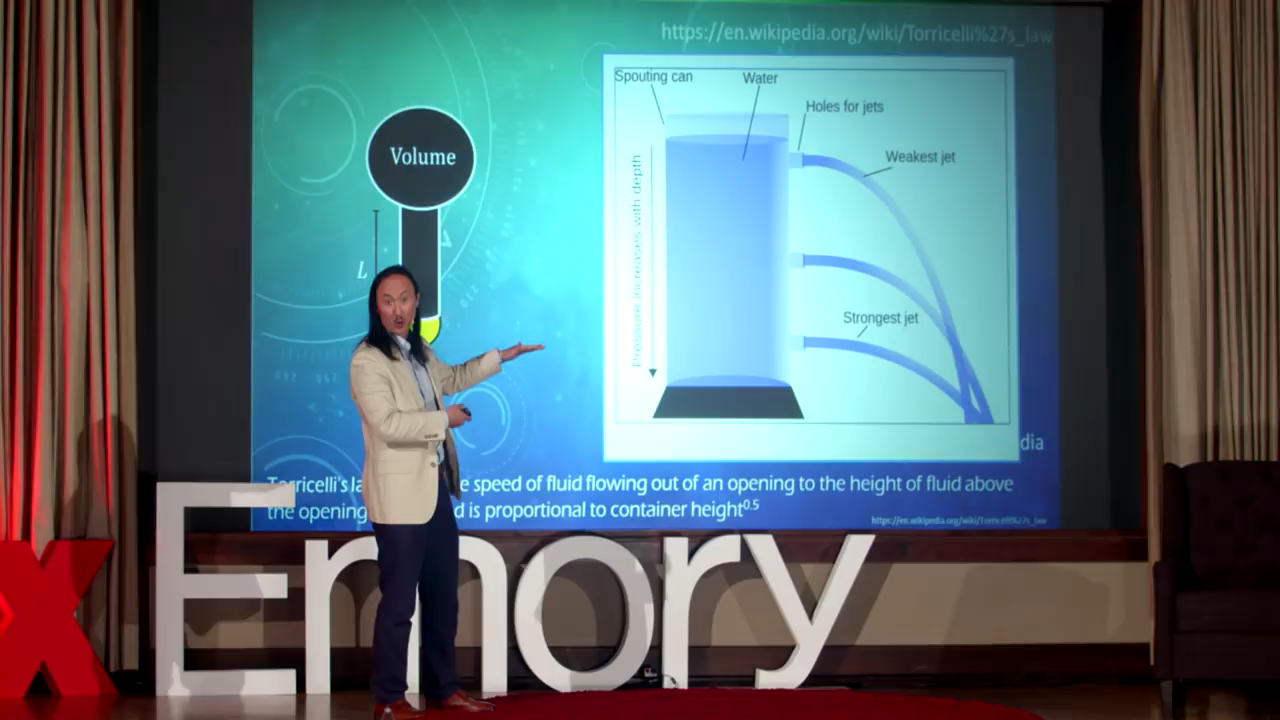 https://en.wikipedia.org/wiki/Torricelli%27s_law
Spouting can
Water
Holes for jets
Volume
Weakest jet
Pressure increases with depth
L
Strongest jet
dia
Torricelli's la e speed of fluid flowing out of an opening to the height of fluid above
the opening d is proportional to container height0.5
https://en.wikipedia.org/wiki/Torricelli%27s_law
x Emory